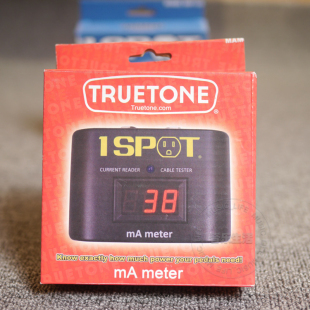 TRUETONE®
Truetone.com
1 SPOT®
CURRENT READER CABLE TESTER
38
mA meter
Know exactly how much power your pedals need!
mA meter